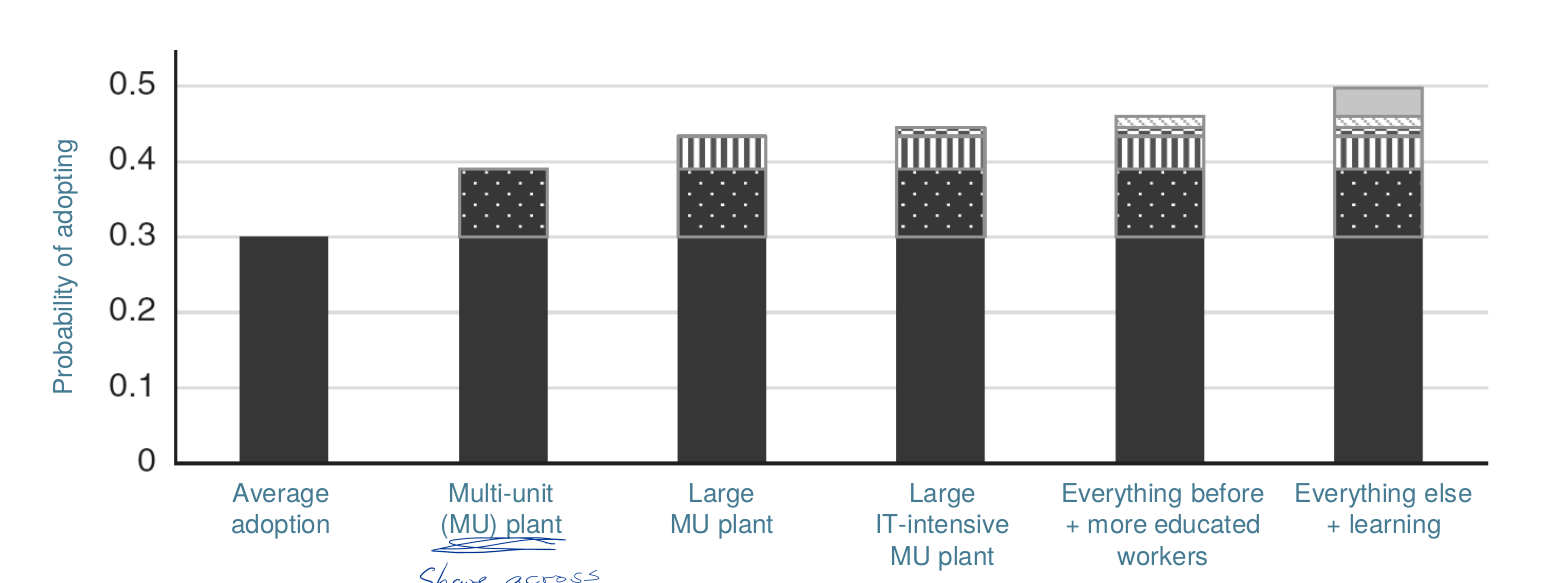 0.5
0.4
0.3
0.2
0.1
0
Probability of adopting
Average
adoption
Multi-unit
(MU) plant
Large
MU plant
Large
IT-intensive
MU plant
Everything before
+ more educated
workers
Everything else
+ learning
across